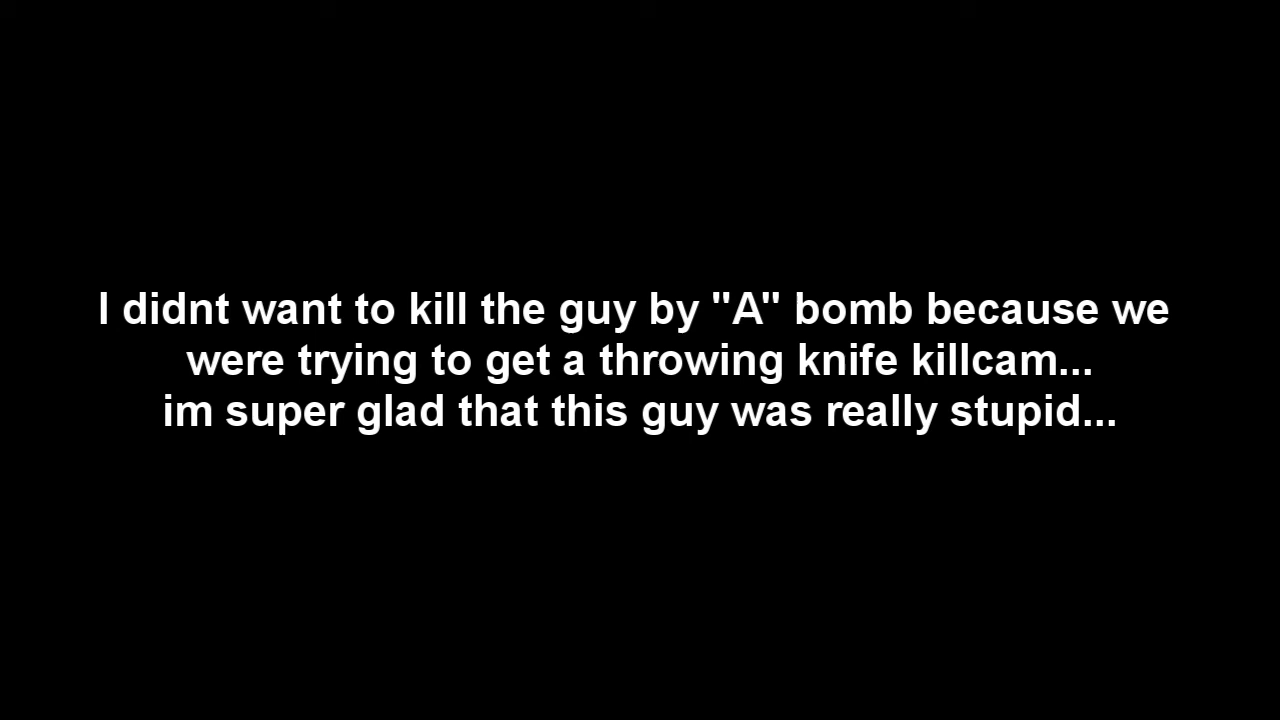 I didnt want to kill the guy by "A" bomb because we
were trying to get a throwing knife killcam...
im super glad that this guy was really stupid...